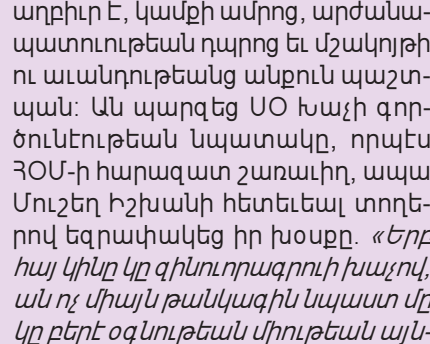 աղբիւր է, կամքի ամրոց, արժանա-
պատուութեան դպրոց եւ մշակոյթի
ու աւանդութեանց անքուն պաշտ-
պան: Ան պարզեց ՍՕ Խաչի գոր-
ծունէութեան նպատակը, որպէս
ՀՕՄ-ի հարազատ շառաւիղ, ապա
Մուշեղ Իշխանի հետեւեալ տողե-
րով եզրափակեց իր խօսքը. «Երբ
հայ կինը կը զինուորագրուի խաչով,
ան ոչ միայն թանկագին նպաստ մը
կը բերէ օգնութեան միութեան այն-